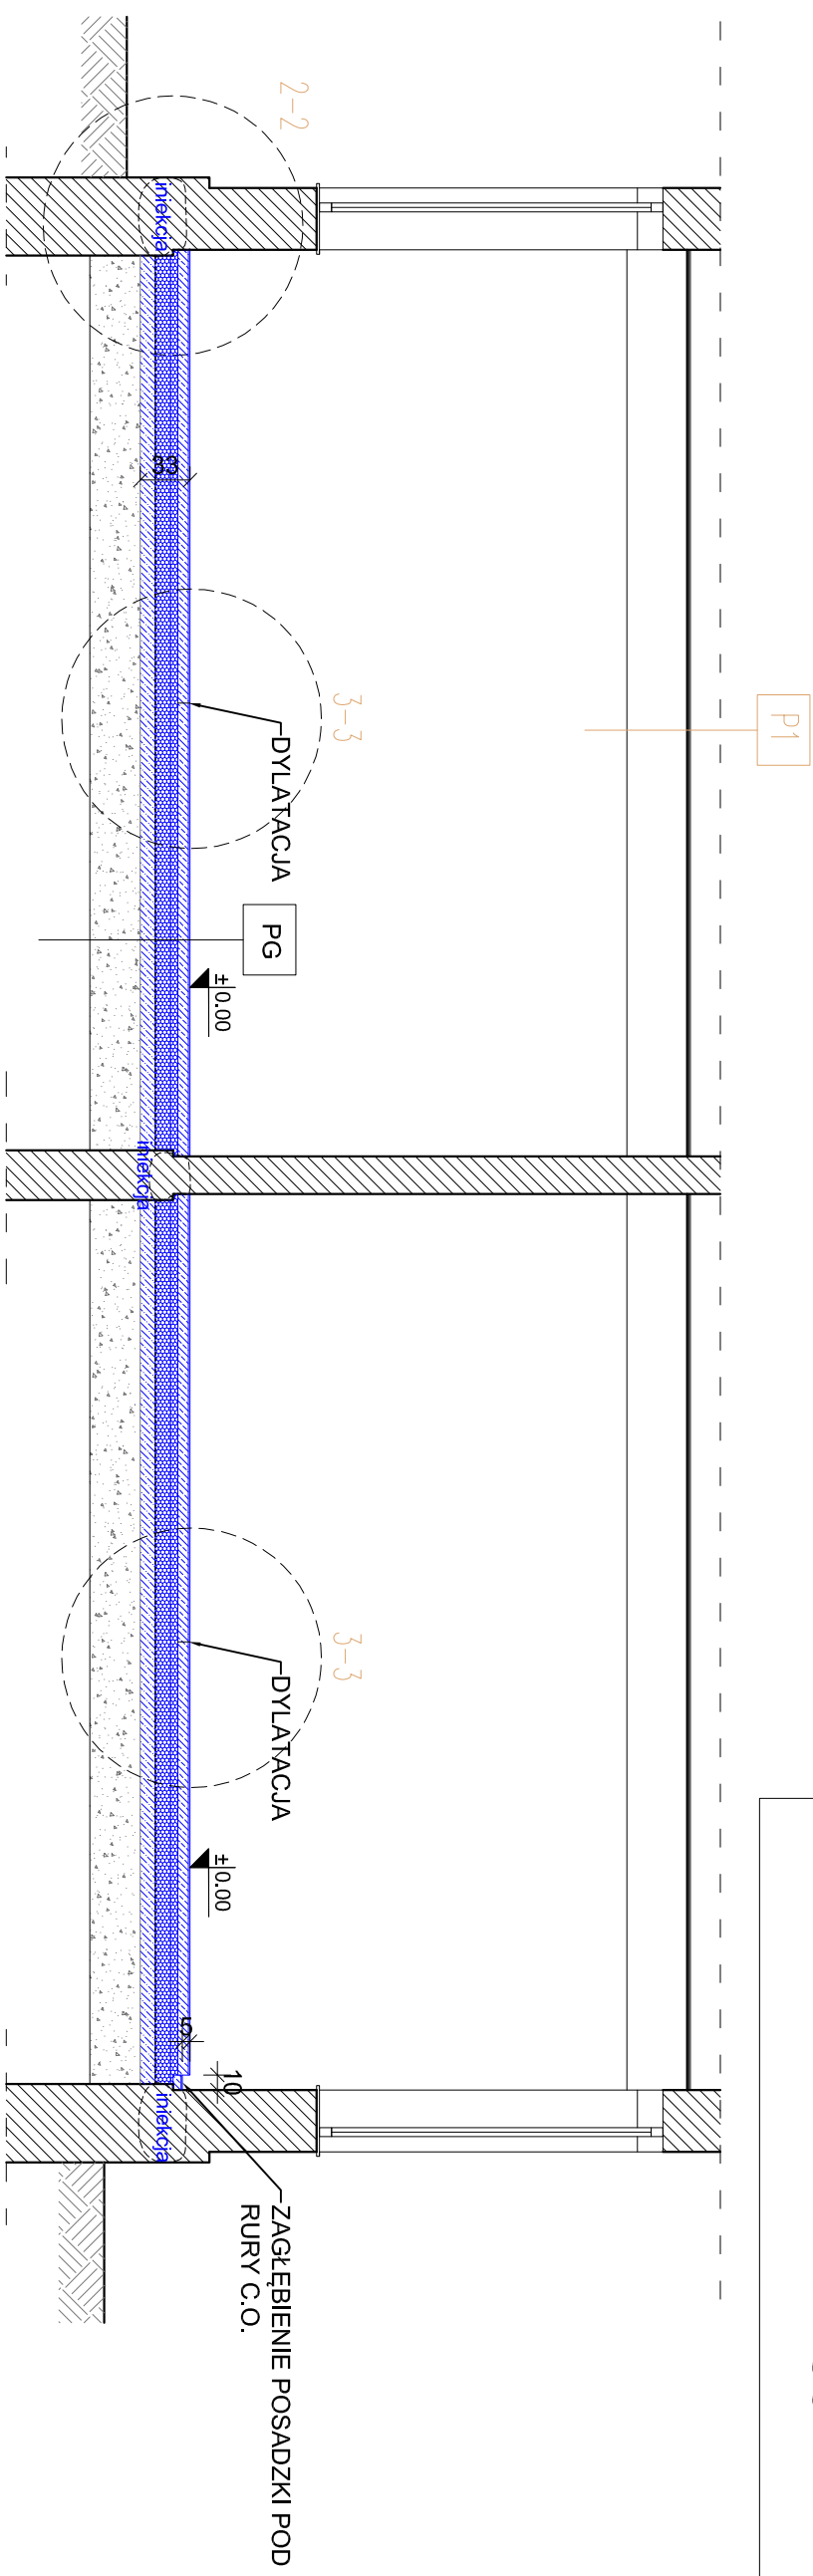 P1
2-2
3-3
3-3
DYLATACJA
DYLATACJA
ZAGŁĘBIENIE POSADZKI POD
RURY C.O.
PG
±0.00
±0.00
10
5
33
iniekcja
iniekcja
iniekcja